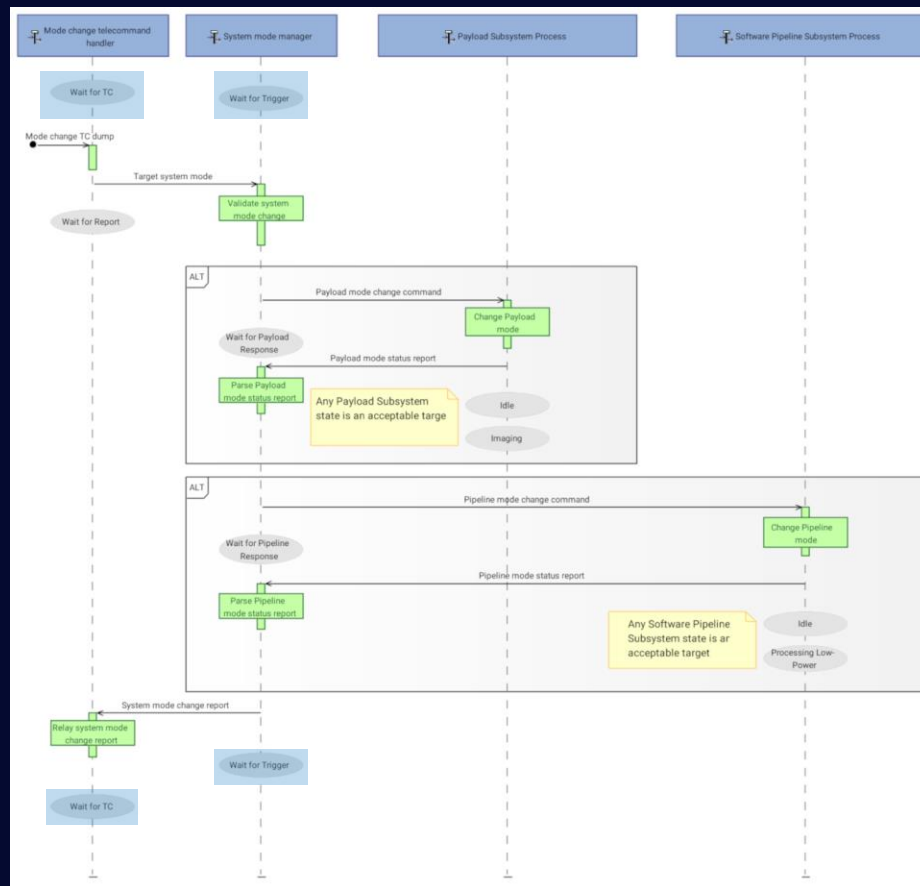 Mode change telecommand
handler
System mode manager
Payload Subsystem Process
Software Pipeline Subsystem Process
Wait for TC
Wait for Trigger
Mode change TC dump
Target system mode
Validate system
mode change
Wait for Report
ALT
Payload mode change command
Change Payload
mode
Wait for Payload
Response
Payload mode status report
Parse Payload
mode status report
Any Payload Subsystem
state is an acceptable targe
Idle
Imaging
ALT
Pipeline mode change command
Change Pipeline
mode
Wait for Pipeline
Response
Pipeline mode status report
Parse Pipeline
mode status report
Any Software Pipeline
Subsystem state is ar
acceptable target
Idle
Processing Low-
Power
System mode change report
Relay system mode
change report
Wait for Trigger
Wait for TC